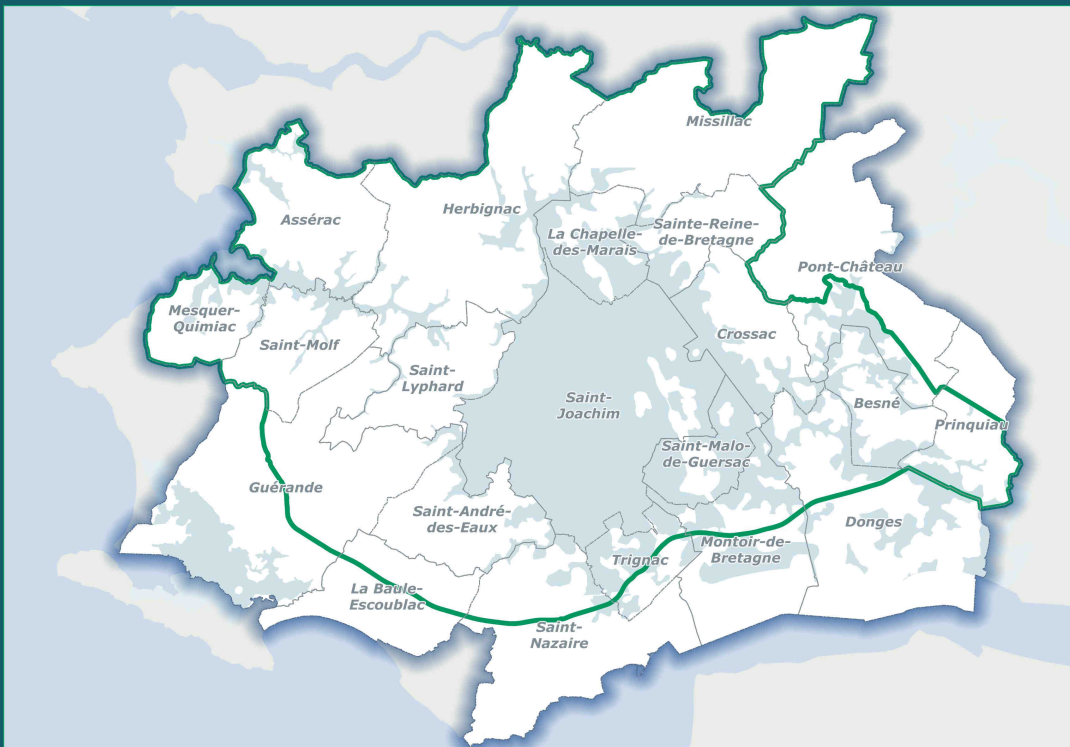 Missillac
Herbignac
Assérac
La Chapelle-
des-Marais
Sainte-Reine-
de-Bretagne
Pont-Château
Mesquer-
Quimiac
Saint-Molf
Crossac
Saint-
Lyphard
Saint-
Joachim
Besné
Prinquiau
Saint-Malo-
de-Guersac
Guérande
Saint-André-
des-Eaux
Donges
Montoir-de-
Bretagne
Trignac
La Baule-
Escoublac
Saint-
Nazaire